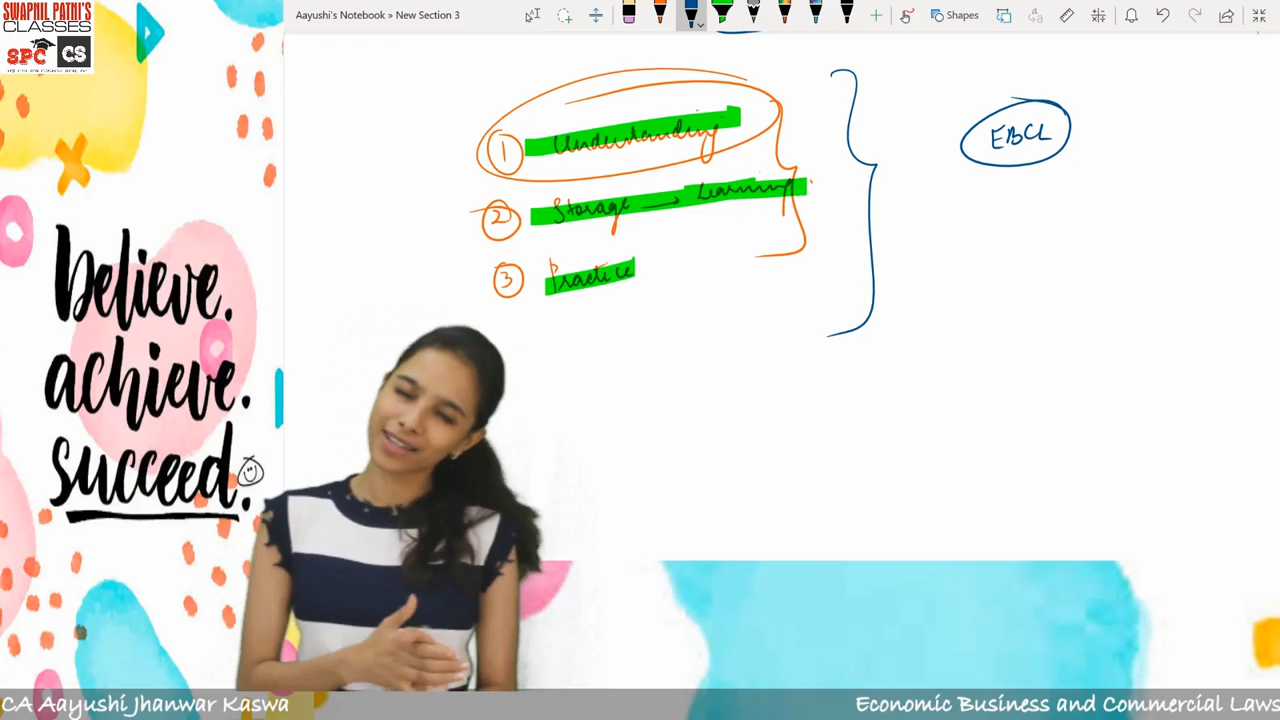 SWAPNIL PATNI'S
CLASSES
SPC CS
Aayushi's Notebook » New Section 3
Shapes
① Understanding
② Storage → Learning
③ Practice
EBCL
believe.
achieve.
succeed.
CA Aayushi Jhanwar Kaswa
Economic Business and Commercial Laws